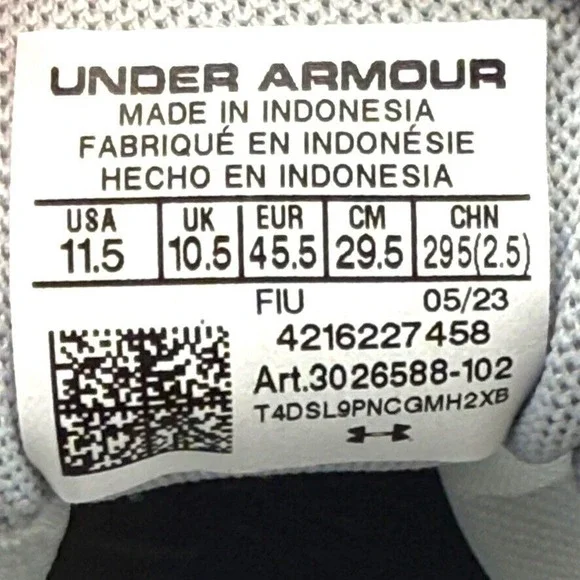 UNDER ARMOUR
MADE IN INDONESIA
FABRIQUÉ EN INDONÉSIE
HECHO EN INDONESIA
USA UK EUR CM CHN
11.5 10.5 45.5 29.5 295(2.5)
FIU 05/23
4216227458
Art.3026588-102
T4DSL9PNCGMH2XB